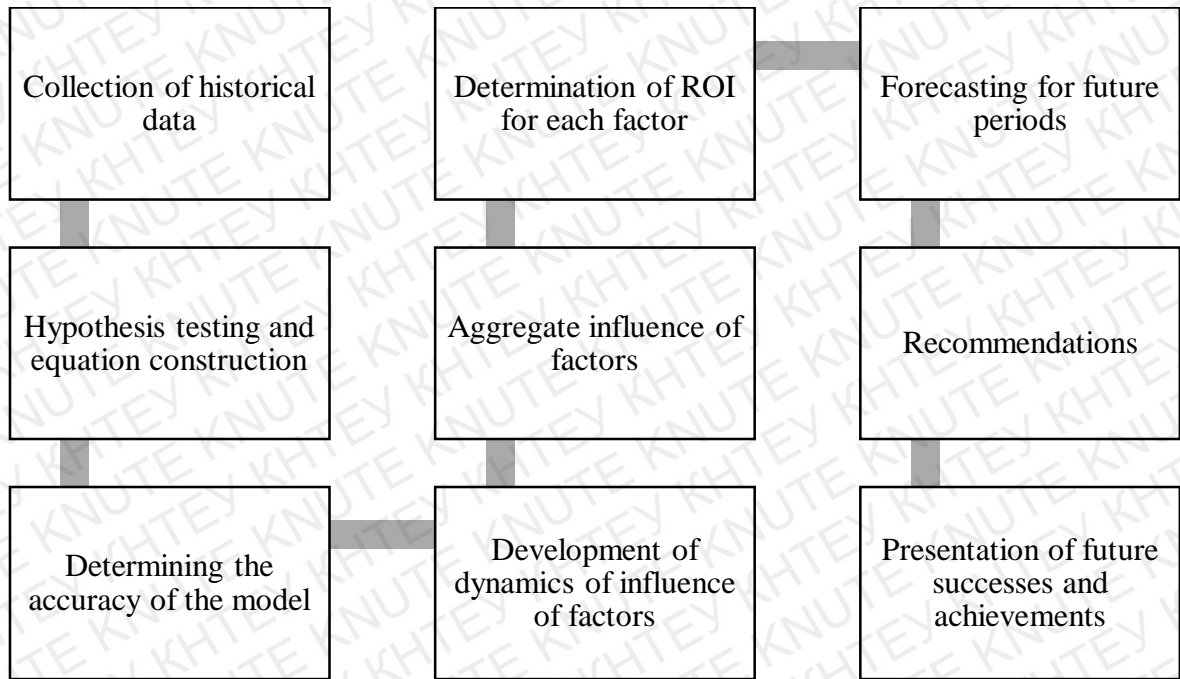 Collection of historical
data
Hypothesis testing and
equation construction
Determining the
accuracy of the model
Development of
dynamics of influence
of factors
Aggregate influence of
factors
Determination of ROI
for each factor
Forecasting for future
periods
Recommendations
Presentation of future
successes and
achievements